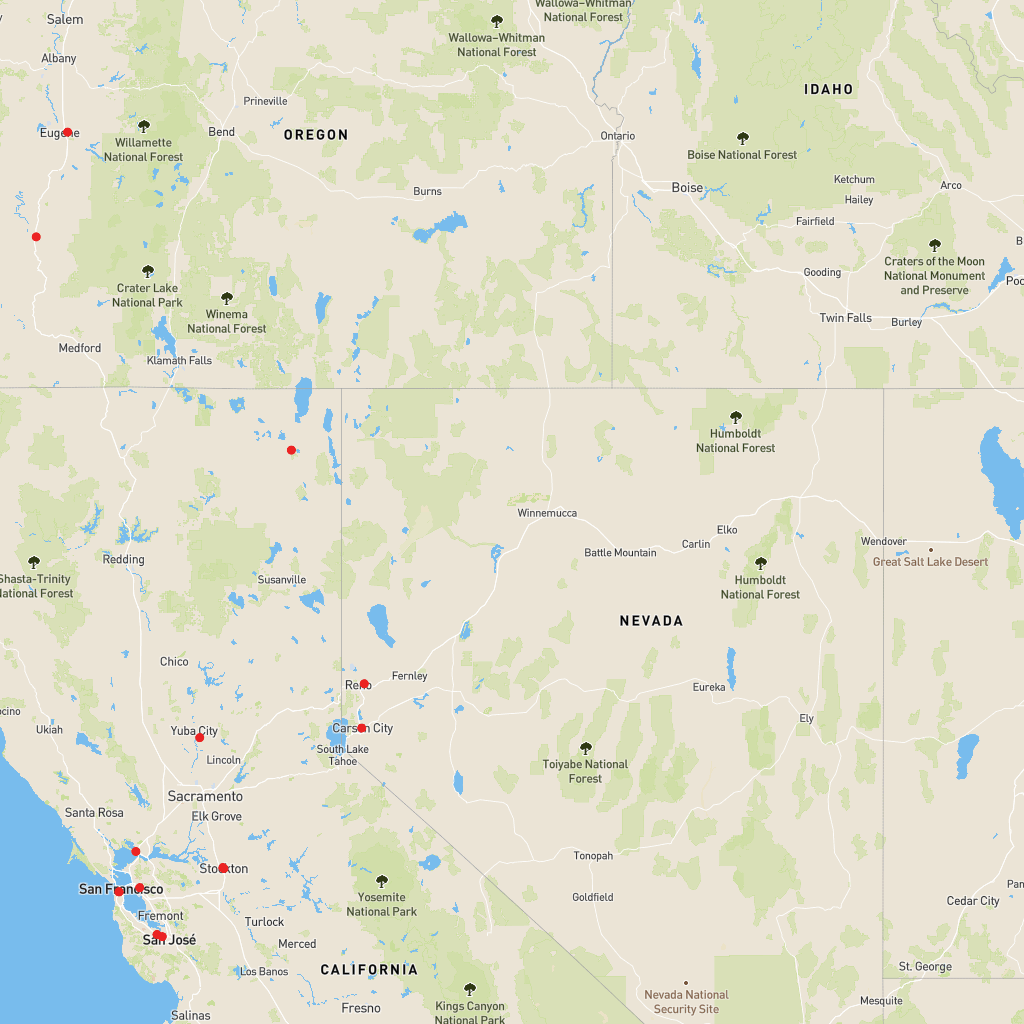 Salem
Wallowa–Whitman
National Forest
Wallowa–Whitman
National Forest
Albany
IDAHO
Prineville
Eugene
Bend
OREGON
Ontario
Willamette
National Forest
Boise National Forest
Burns
Boise
Ketchum
Arco
Hailey
Fairfield
Crater Lake
National Park
Winema
National Forest
Craters of the Moon
National Monument
and Preserve
Gooding
Poc
Twin Falls
Burley
Medford
Klamath Falls
Humboldt
National Forest
Winnemucca
Elko
Carlin
Battle Mountain
Wendover
Great Salt Lake Desert
Redding
Shasta–Trinity
National Forest
Susanville
Humboldt
National Forest
NEVADA
Chico
Reno
Fernley
Eureka
ocino
Ukiah
Yuba City
Carson City
Ely
South Lake
Tahoe
Lincoln
Toiyabe National
Forest
Sacramento
Santa Rosa
Elk Grove
Stockton
Tonopah
San Francisco
Yosemite
National Park
Goldfield
Pan
Cedar City
Fremont
Turlock
San José
Merced
Los Banos
CALIFORNIA
St. George
Kings Canyon
National Park
Nevada National
Security Site
Mesquite
Fresno
Salinas